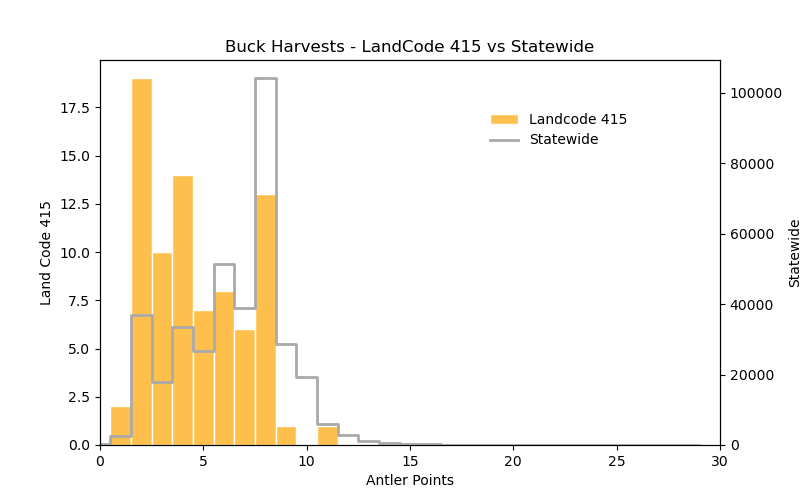 Buck Harvests - LandCode 415 vs Statewide
Landcode 415
Statewide
Land Code 415
17.5
15.0
12.5
10.0
7.5
5.0
2.5
0.0
100000
80000
60000
40000
20000
0
Statewide
0 5 10 15 20 25 30
Antler Points